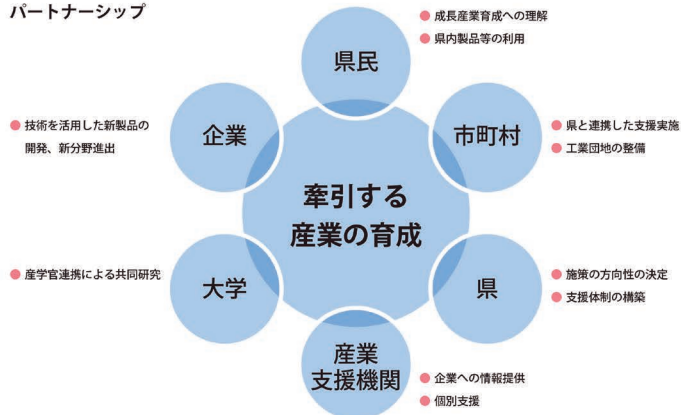 パートナーシップ
県民
● 成長産業育成への理解
● 県内製品等の利用
市町村
● 県と連携した支援実施
● 工業団地の整備
県
● 施策の方向性の決定
● 支援体制の構築
産業
支援機関
● 企業への情報提供
● 個別支援
大学
● 産学官連携による共同研究
企業
● 技術を活用した新製品の
開発、新分野進出
牽引する
産業の育成